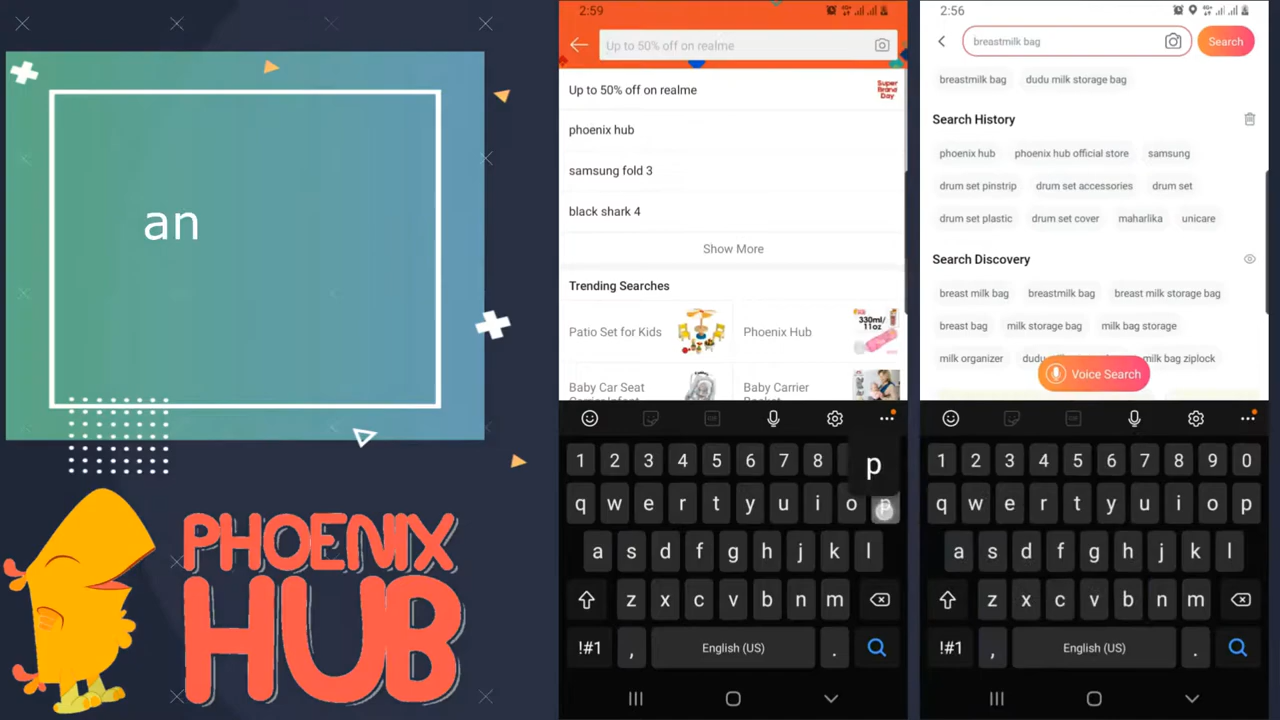 an
PHOENIX
HUB
2:59
Up to 50% off on realme
Up to 50% off on realme
Super
Brand
Day
phoenix hub
samsung fold 3
black shark 4
Show More
Trending Searches
Patio Set for Kids
Phoenix Hub
330ml/
11oz
Baby Car Seat
Baby Carrier
1 2 3 4 5 6 7 8
p
q w e r t y u i o p
a s d f g h j k l
z x c v b n m
!#1 , English (US) .
2:56
breastmilk bag
Search
breastmilk bag dudu milk storage bag
Search History
phoenix hub phoenix hub official store samsung
drum set pinstrip drum set accessories drum set
drum set plastic drum set cover maharlika unicare
Search Discovery
breast milk bag breastmilk bag breast milk storage bag
breast bag milk storage bag milk bag storage
milk organizer milk bag ziplock
Voice Search
1 2 3 4 5 6 7 8 9 0
q w e r t y u i o p
a s d f g h j k l
z x c v b n m
!#1 , English (US) .